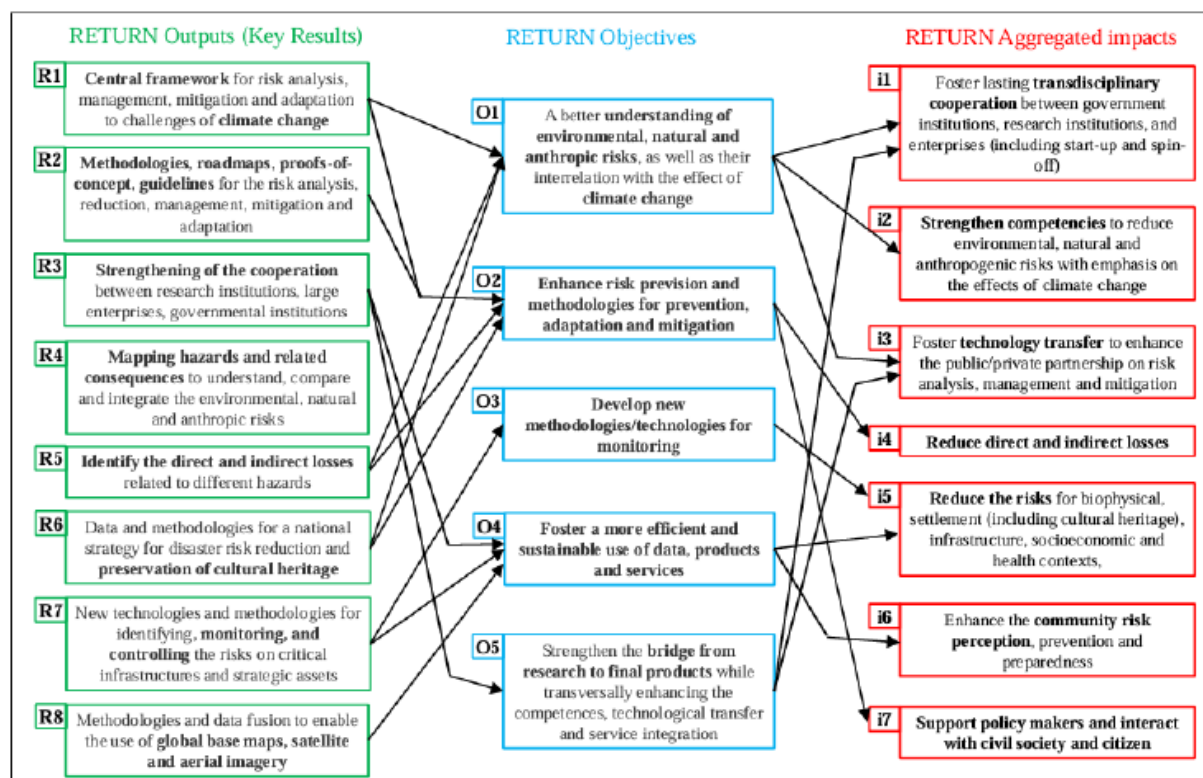 RETURN Outputs (Key Results)
R1
Central framework for risk analysis,
management, mitigation and adaptation
to challenges of climate change
R2
Methodologies, roadmaps, proofs-of-
concept, guidelines for the risk analysis,
reduction, management, mitigation and
adaptation
R3
Strengthening of the cooperation
between research institutions, large
enterprises, governmental institutions
R4
Mapping hazards and related
consequences to understand, compare
and integrate the environmental, natural
and anthropic risks
R5
Identify the direct and indirect losses
related to different hazards
R6
Data and methodologies for a national
strategy for disaster risk reduction and
preservation of cultural heritage
R7
New technologies and methodologies for
identifying, monitoring, and
controlling the risks on critical
infrastructures and strategic assets
R8
Methodologies and data fusion to enable
the use of global base maps, satellite
and aerial imagery
RETURN Objectives
O1
A better understanding of
environmental, natural and
anthropic risks, as well as their
interrelation with the effect of
climate change
O2
Enhance risk prevision and
methodologies for prevention,
adaptation and mitigation
O3
Develop new
methodologies/technologies for
monitoring
O4
Foster a more efficient and
sustainable use of data, products
and services
O5
Strengthen the bridge from
research to final products while
transversally enhancing the
competences, technological transfer
and service integration
RETURN Aggregated impacts
i1
Foster lasting transdisciplinary
cooperation between government
institutions, research institutions, and
enterprises (including start-up and spin-
off)
i2
Strengthen competencies to reduce
environmental, natural and
anthropogenic risks with emphasis on
the effects of climate change
i3
Foster technology transfer to enhance
the public/private partnership on risk
analysis, management and mitigation
i4
Reduce direct and indirect losses
i5
Reduce the risks for biophysical,
settlement (including cultural heritage),
infrastructure, socioeconomic and
health contexts,
i6
Enhance the community risk
perception, prevention and
preparedness
i7
Support policy makers and interact
with civil society and citizen